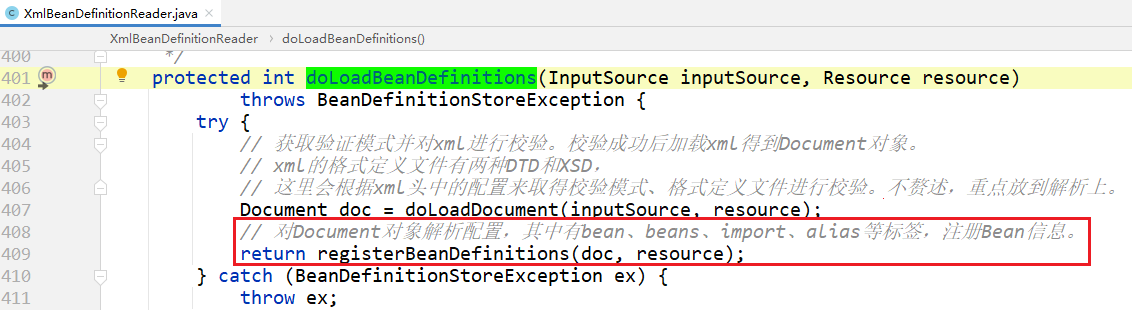 XmlBeanDefinitionReader.java
XmlBeanDefinitionReader > doLoadBeanDefinitions()
400 */
401 protected int doLoadBeanDefinitions(InputSource inputSource, Resource resource)
402 throws BeanDefinitionStoreException {
403 try {
404 // 获取验证模式并对xml进行校验。校验成功后加载xml得到Document对象。
405 // xml的格式定义文件有两种DTD和XSD，
406 // 这里会根据xml头中的配置来取得校验模式、格式定义文件进行校验。不赘述，重点放到解析上。
407 Document doc = doLoadDocument(inputSource, resource);
408 // 对Document对象解析配置，其中有bean、beans、import、alias等标签，注册Bean信息。
409 return registerBeanDefinitions(doc, resource);
410 } catch (BeanDefinitionStoreException ex) {
411 throw ex;